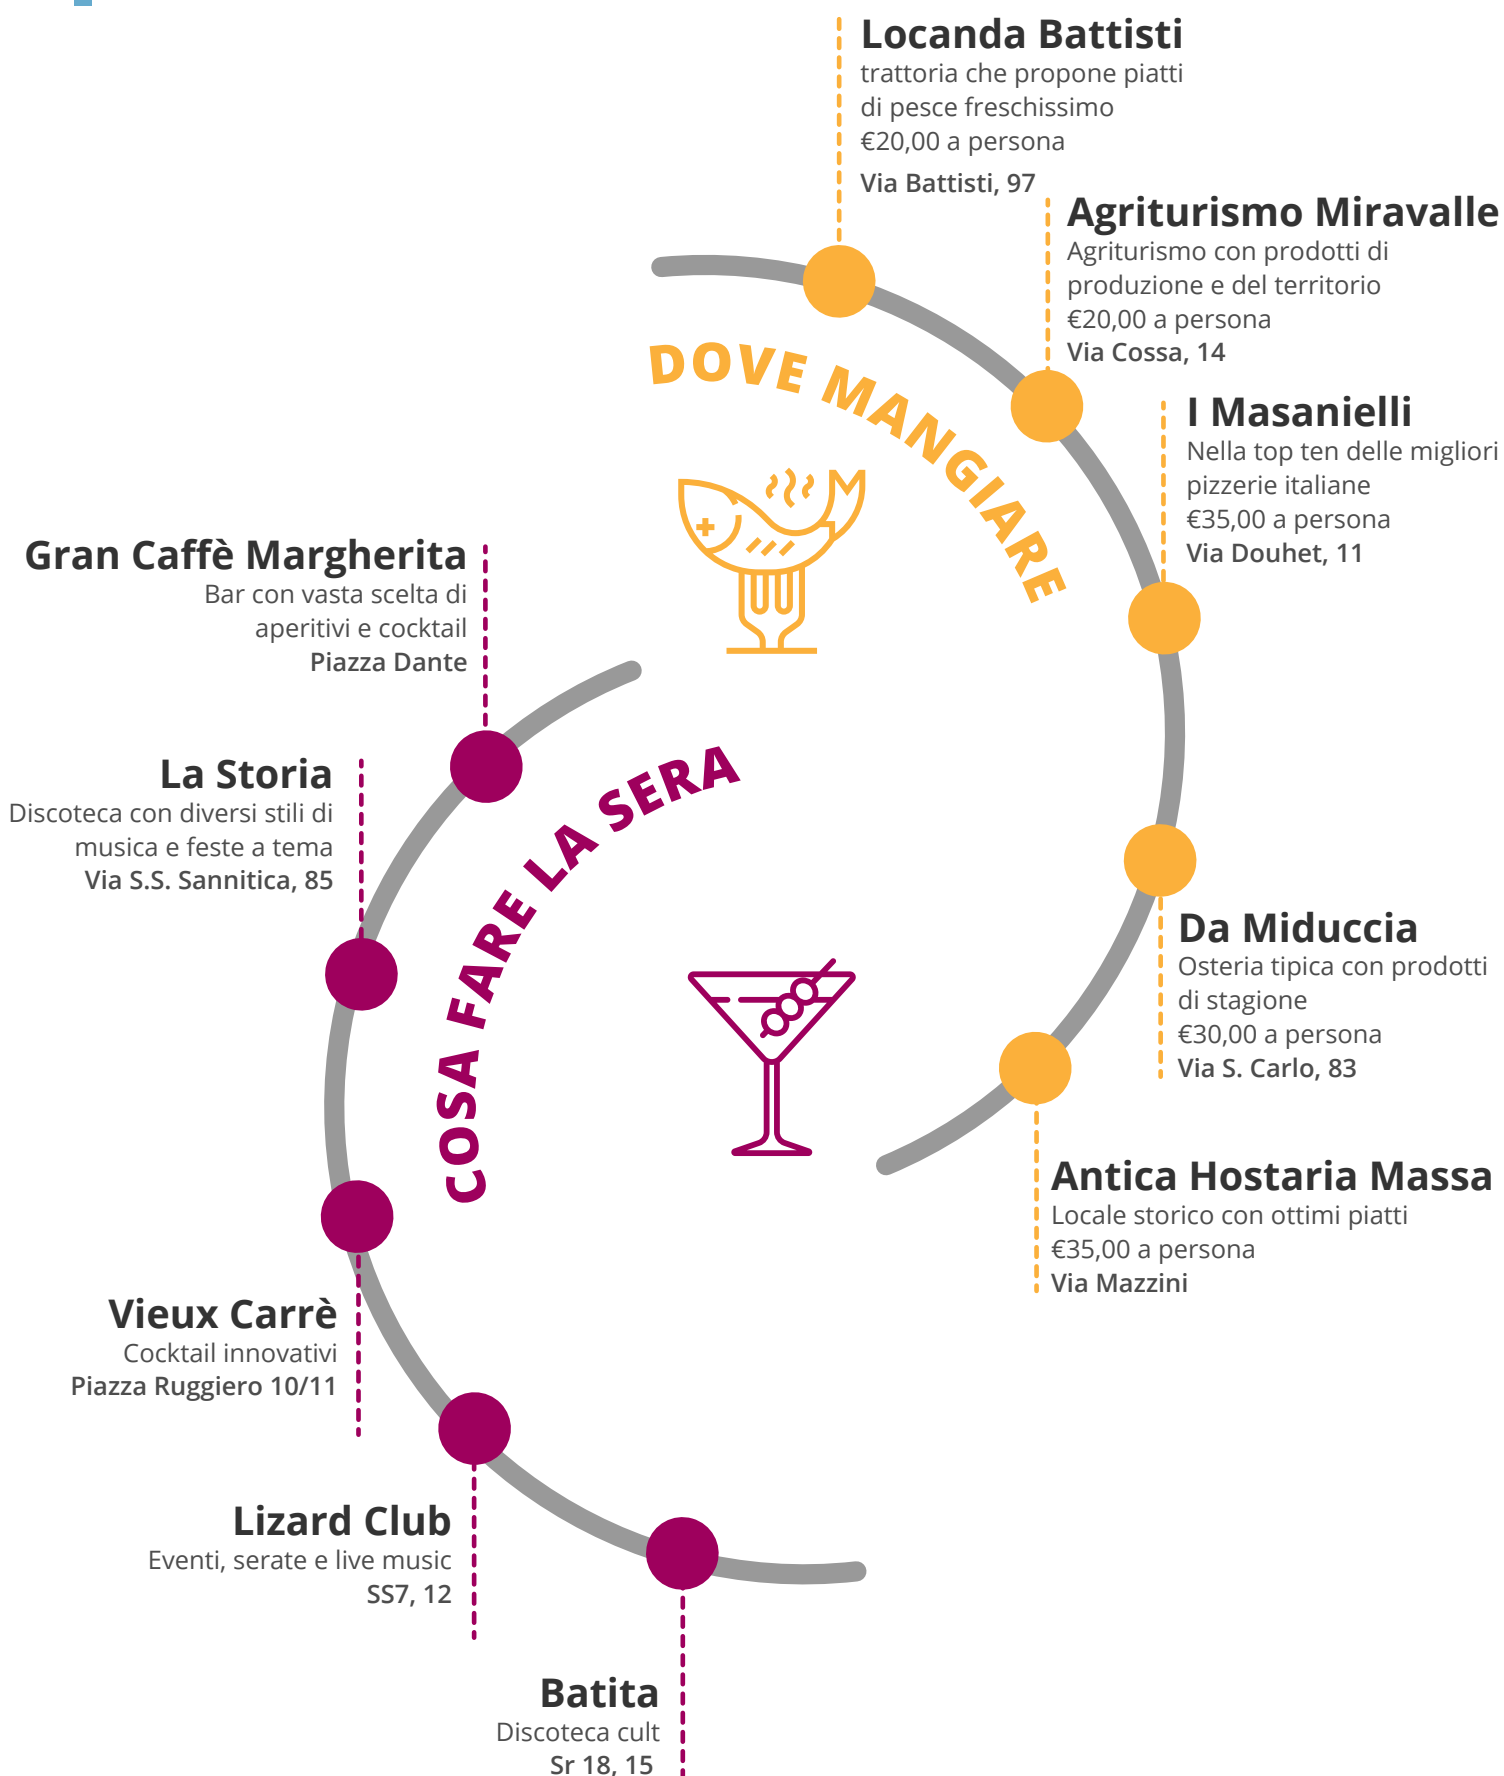 Locanda Battisti
trattoria che propone piatti
di pesce freschissimo
€20,00 a persona
Via Battisti, 97
Agriturismo Miravalle
Agriturismo con prodotti di
produzione e del territorio
€20,00 a persona
Via Cossa, 14
I Masanielli
Nella top ten delle migliori
pizzerie italiane
€35,00 a persona
Via Douhet, 11
DOVE MANGIARE
Da Miduccia
Osteria tipica con prodotti
di stagione
€30,00 a persona
Via S. Carlo, 83
Antica Hostaria Massa
Locale storico con ottimi piatti
€35,00 a persona
Via Mazzini
Gran Caffè Margherita
Bar con vasta scelta di
aperitivi e cocktail
Piazza Dante
La Storia
Discoteca con diversi stili di
musica e feste a tema
Via S.S. Sannitica, 85
COSA FARE LA SERA
Vieux Carrè
Cocktail innovativi
Piazza Ruggiero 10/11
Lizard Club
Eventi, serate e live music
SS7, 12
Batita
Discoteca cult
Sr 18, 15